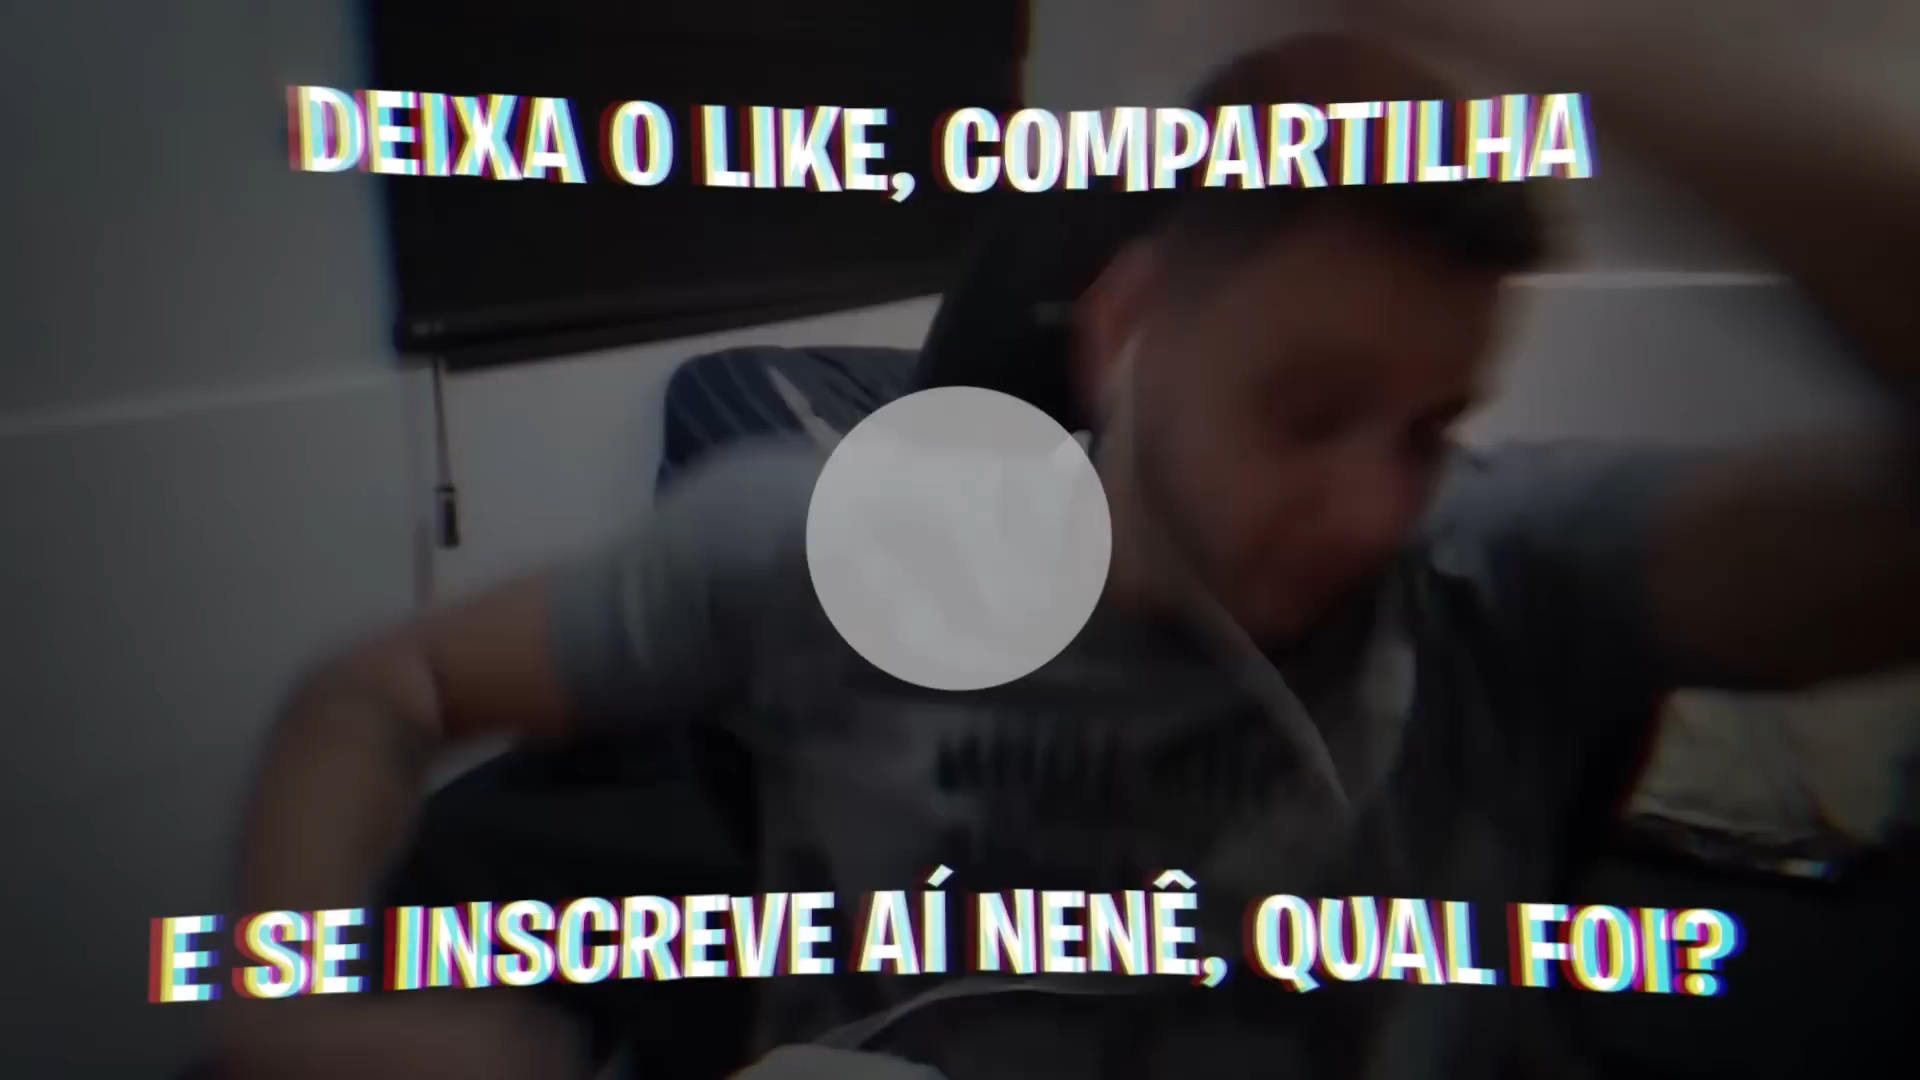 DEIXA O LIKE, COMPARTILHA
E SE INSCREVE AÍ NENÊ, QUAL FOI?